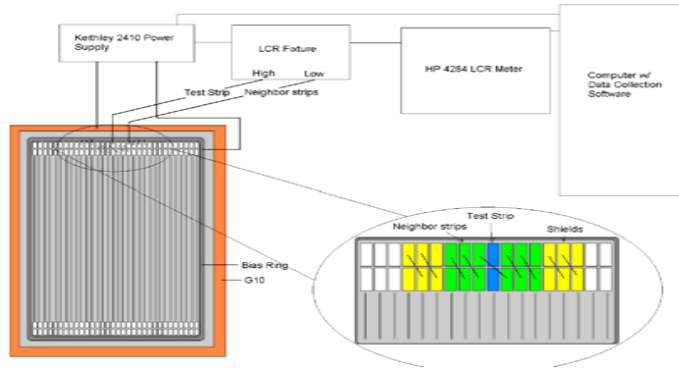 Keithley 2410 Power
Supply
LCR Fixture
High Low
HP 4284 LCR Meter
Computer w/
Data Collection
Software
Test Strip
Neighbor strips
Test Strip
Neighbor strips
Shields
Bias Ring
G10